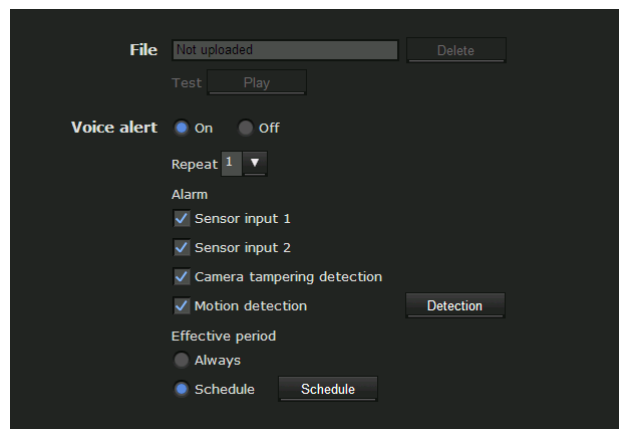 File Not uploaded Delete
Test Play
Voice alert On Off
Repeat 1
Alarm
Sensor input 1
Sensor input 2
Camera tampering detection
Motion detection Detection
Effective period
Always
Schedule Schedule